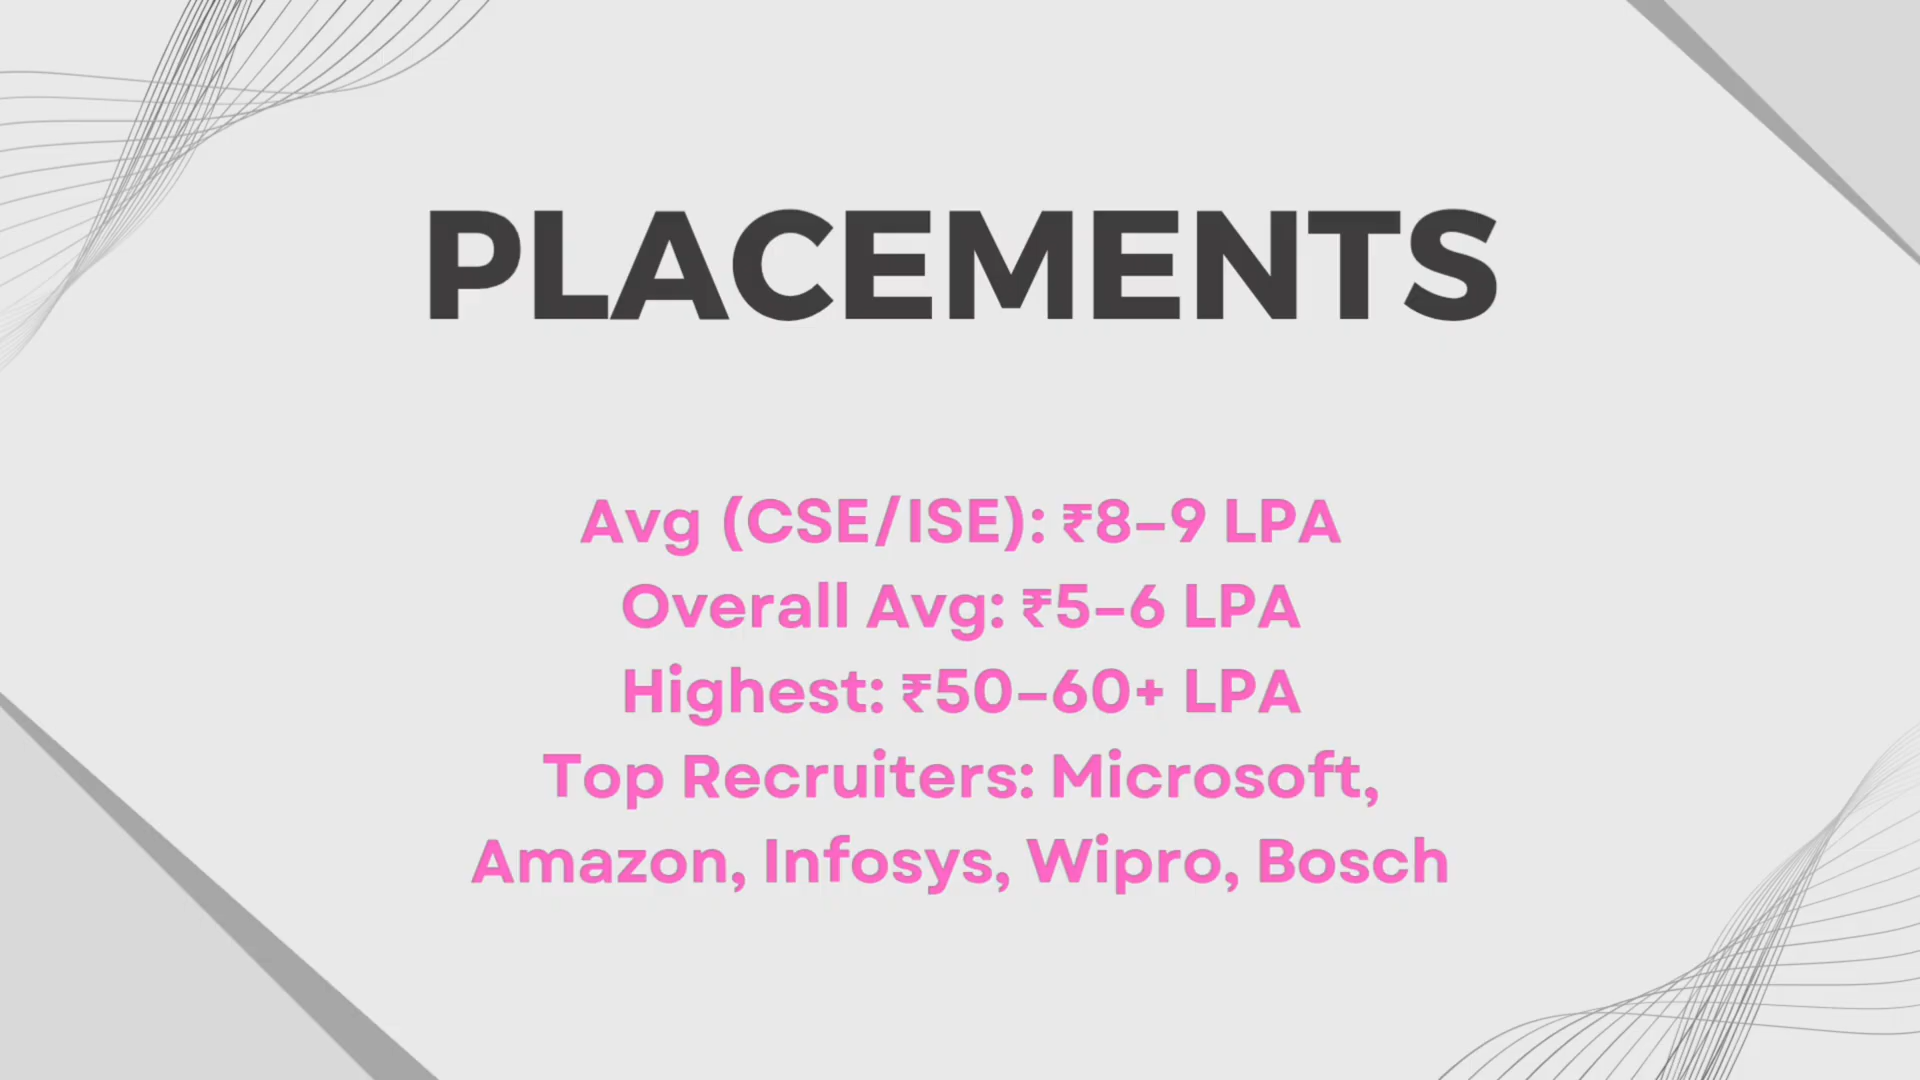 PLACEMENTS
Avg (CSE/ISE): ₹8–9 LPA
Overall Avg: ₹5–6 LPA
Highest: ₹50–60+ LPA
Top Recruiters: Microsoft,
Amazon, Infosys, Wipro, Bosch